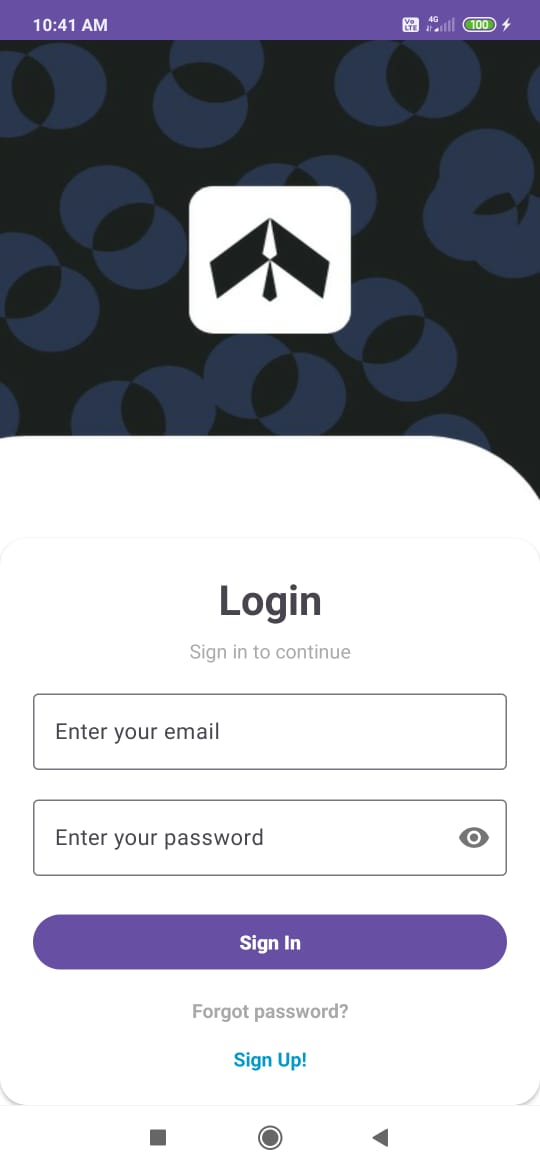 10:41 AM
Vo LTE 4G 100
Login
Sign in to continue
Enter your email
Enter your password
Sign In
Forgot password?
Sign Up!